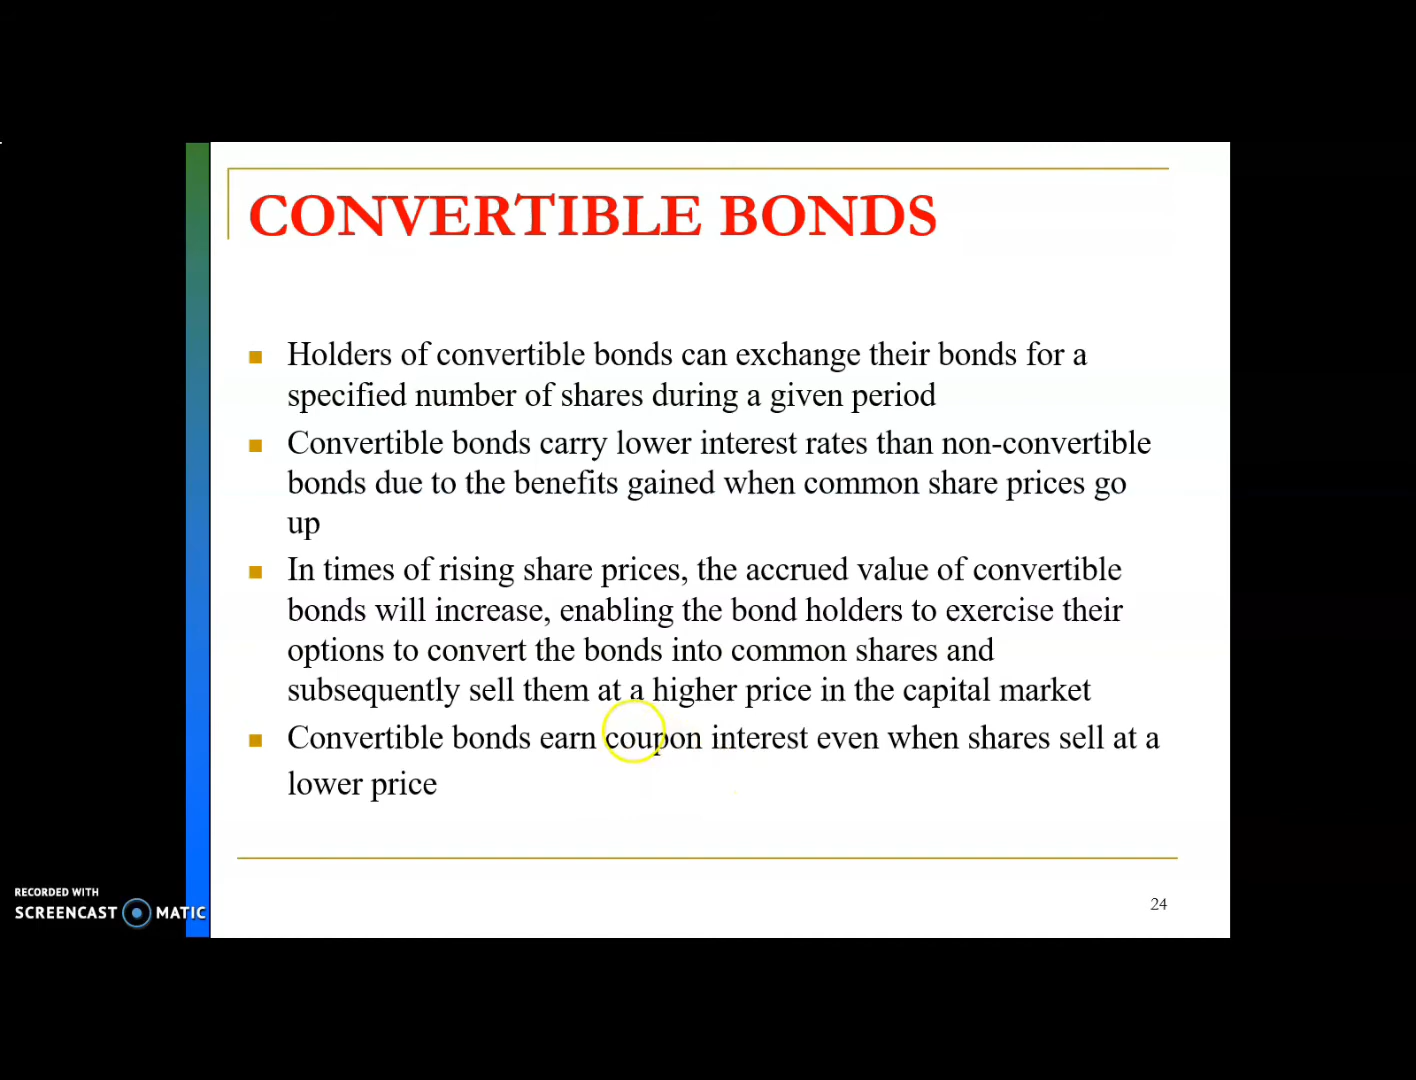 CONVERTIBLE BONDS
Holders of convertible bonds can exchange their bonds for a
specified number of shares during a given period
Convertible bonds carry lower interest rates than non-convertible
bonds due to the benefits gained when common share prices go
up
In times of rising share prices, the accrued value of convertible
bonds will increase, enabling the bond holders to exercise their
options to convert the bonds into common shares and
subsequently sell them at a higher price in the capital market
Convertible bonds earn coupon interest even when shares sell at a
lower price
RECORDED WITH
SCREENCAST MATIC
24